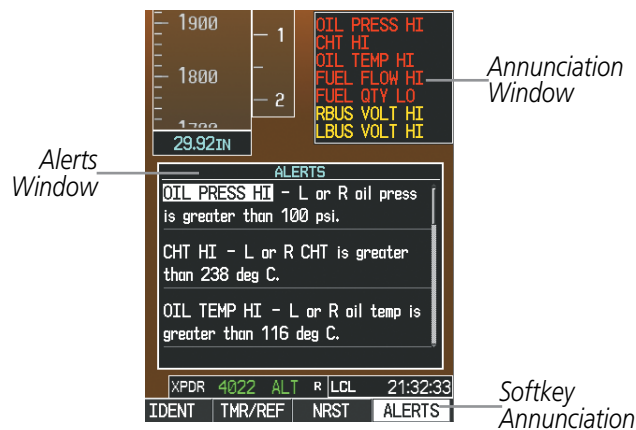 1900
1800
1700
1
2
29.92IN
OIL PRESS HI
CHT HI
OIL TEMP HI
FUEL FLOW HI
FUEL QTY LO
RBUS VOLT HI
LBUS VOLT HI
Annunciation
Window
Alerts
Window
ALERTS
OIL PRESS HI – L or R oil press
is greater than 100 psi.
CHT HI – L or R CHT is greater
than 238 deg C.
OIL TEMP HI – L or R oil temp is
greater than 116 deg C.
XPDR 4022 ALT R LCL 21:32:33
IDENT TMR/REF NRST ALERTS
Softkey
Annunciation